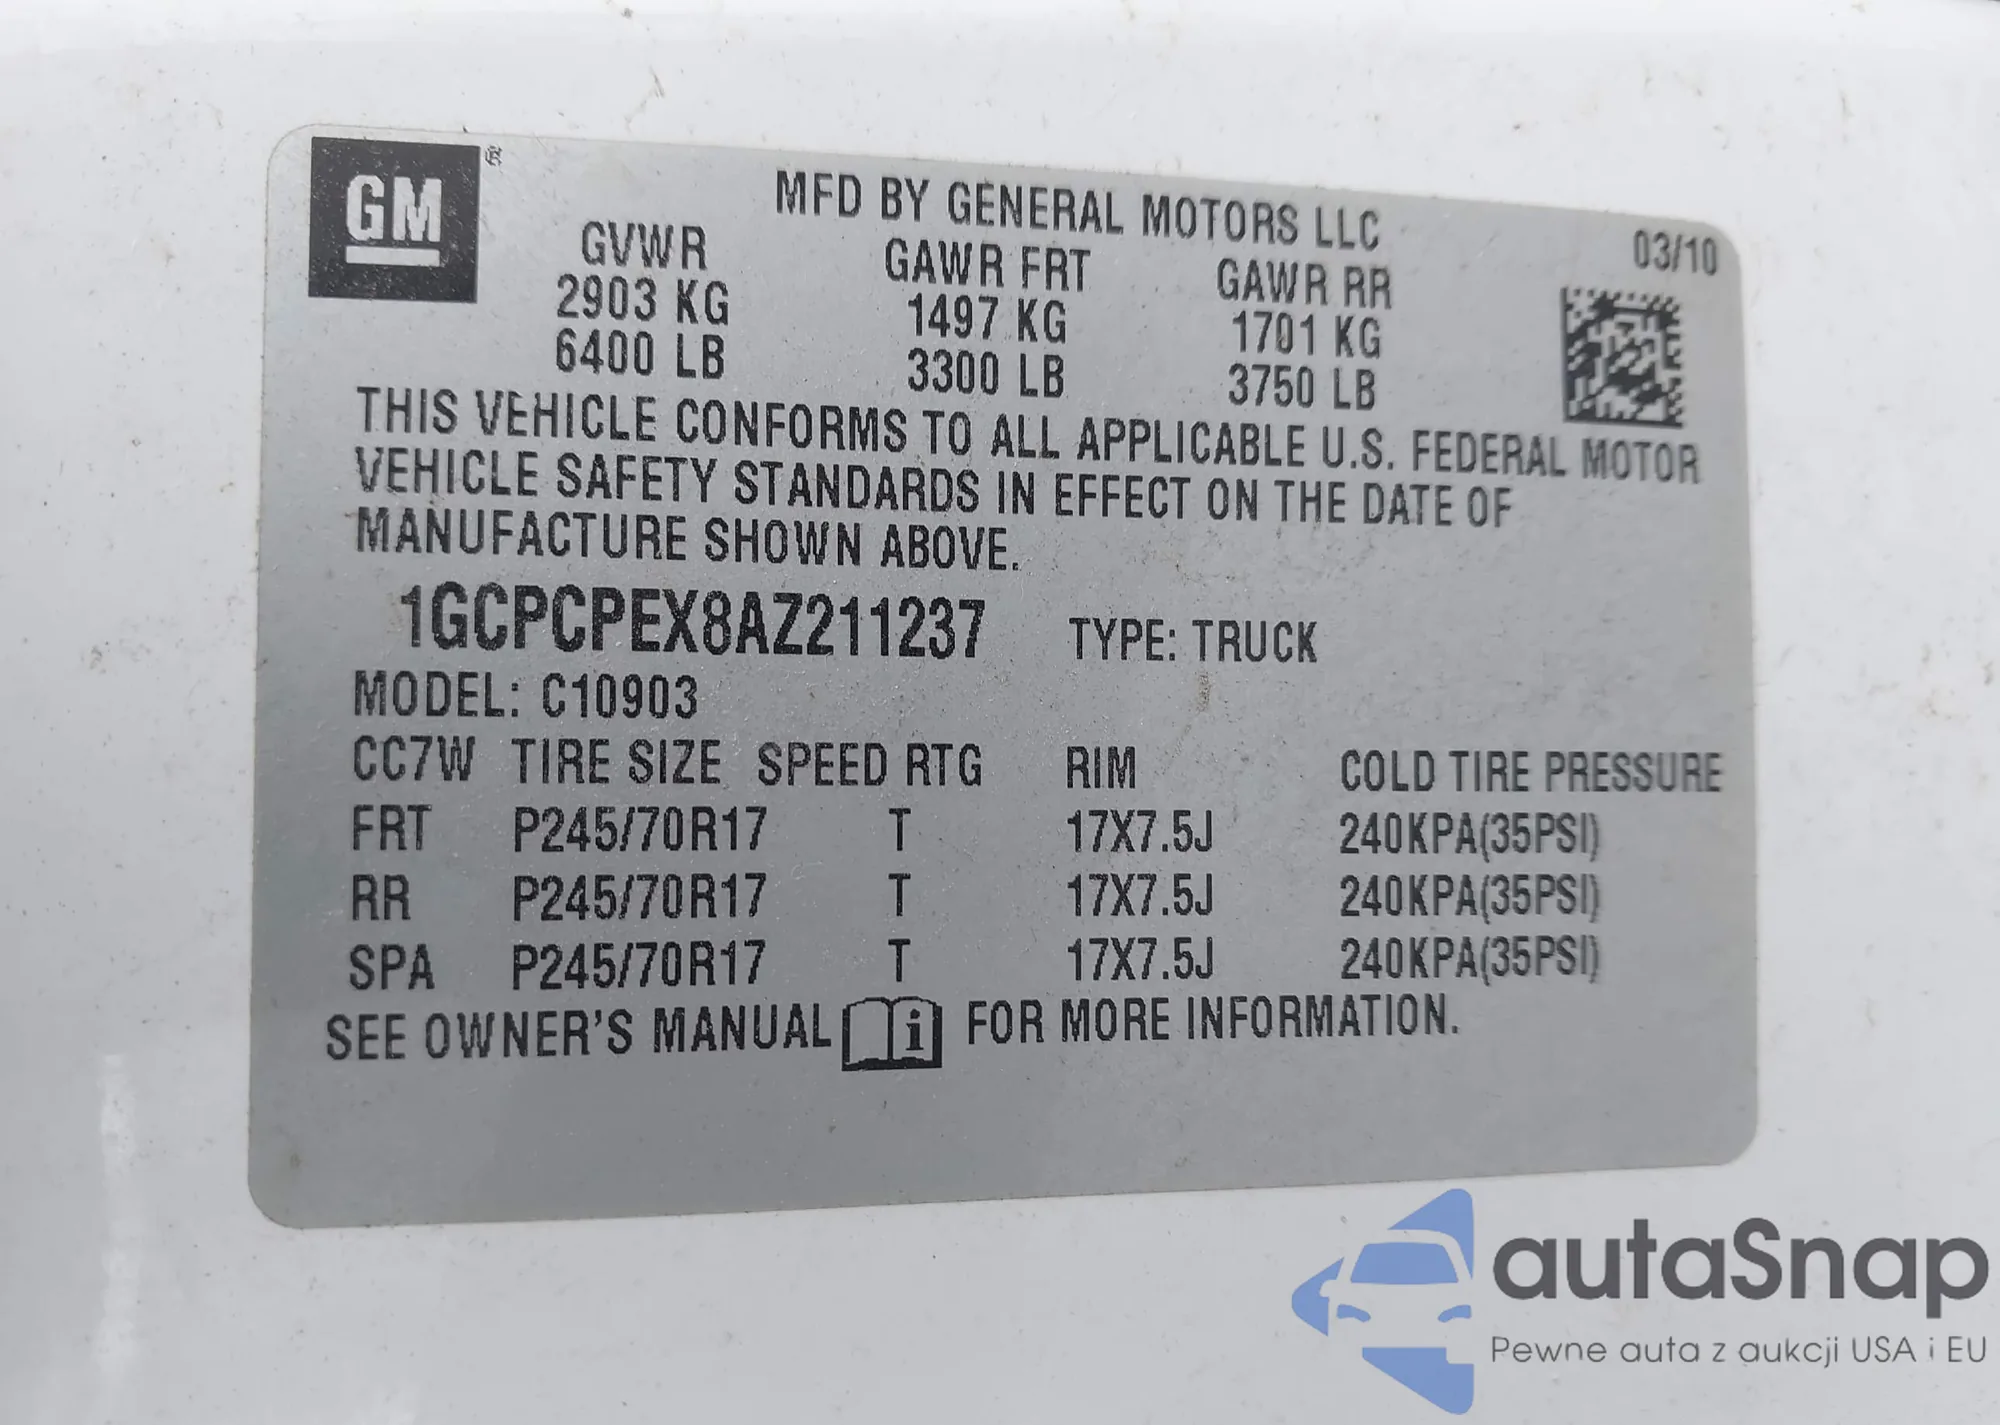 GM®
MFD BY GENERAL MOTORS LLC
03/10
GVWR GAWR FRT GAWR RR
2903 KG 1497 KG 1701 KG
6400 LB 3300 LB 3750 LB
THIS VEHICLE CONFORMS TO ALL APPLICABLE U.S. FEDERAL MOTOR
VEHICLE SAFETY STANDARDS IN EFFECT ON THE DATE OF
MANUFACTURE SHOWN ABOVE.
1GCPCPEX8AZ211237 TYPE: TRUCK
MODEL: C10903
CC7W TIRE SIZE SPEED RTG RIM COLD TIRE PRESSURE
FRT P245/70R17 T 17X7.5J 240KPA(35PSI)
RR P245/70R17 T 17X7.5J 240KPA(35PSI)
SPA P245/70R17 T 17X7.5J 240KPA(35PSI)
SEE OWNER'S MANUAL i FOR MORE INFORMATION.
autaSnap
Pewne auta z aukcji USA i EU